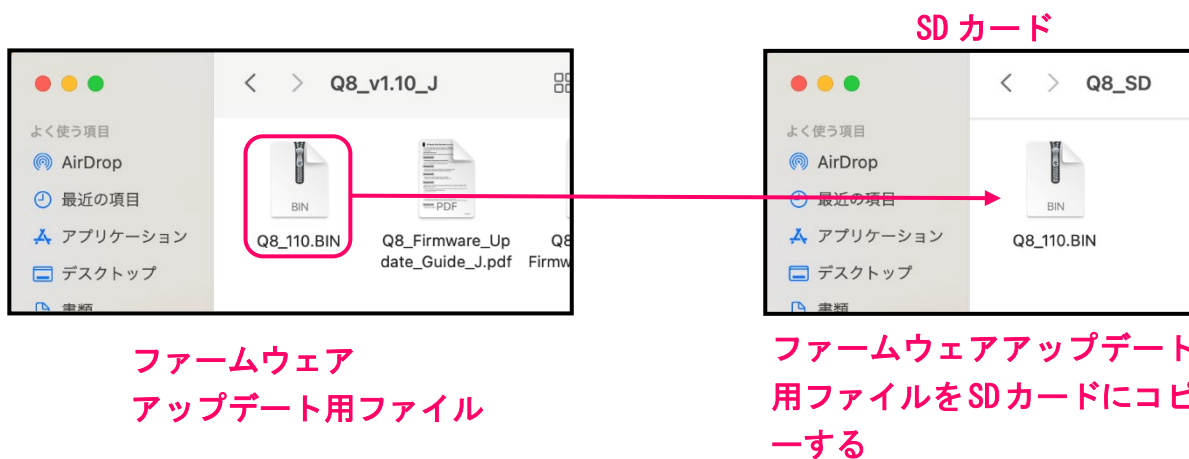 SDカード
Q8_v1.10_J
よく使う項目
AirDrop
最近の項目
アプリケーション
デスクトップ
書類
BIN
Q8_110.BIN
PDF
Q8_Firmware_Up
date_Guide_J.pdf
Q8
Firmw
ファームウェア
アップデート用ファイル
Q8_SD
よく使う項目
AirDrop
最近の項目
アプリケーション
デスクトップ
書類
BIN
Q8_110.BIN
ファームウェアアップデート
用ファイルをSDカードにコピ
ーする